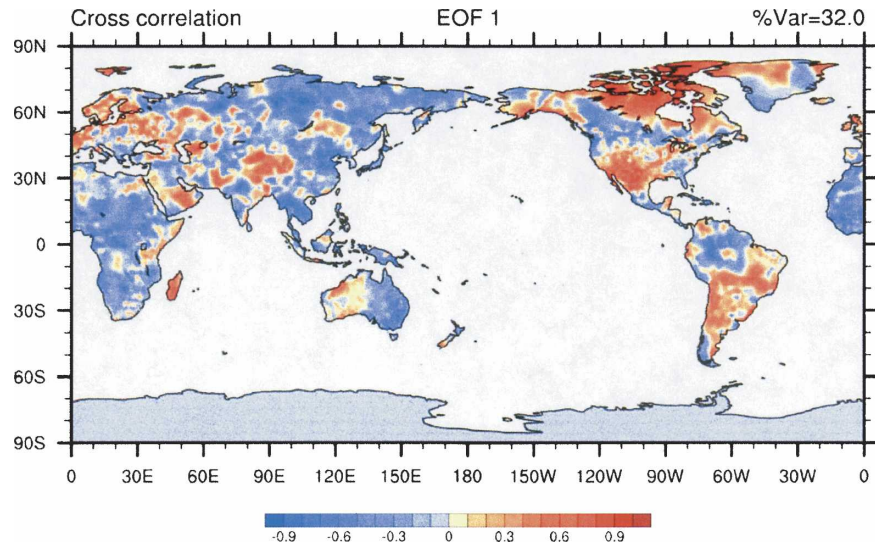 Cross correlation EOF 1 %Var=32.0
90N
60N
30N
0
30S
60S
90S
0 30E 60E 90E 120E 150E 180 150W 120W 90W 60W 30W 0
-0.9 -0.6 -0.3 0 0.3 0.6 0.9